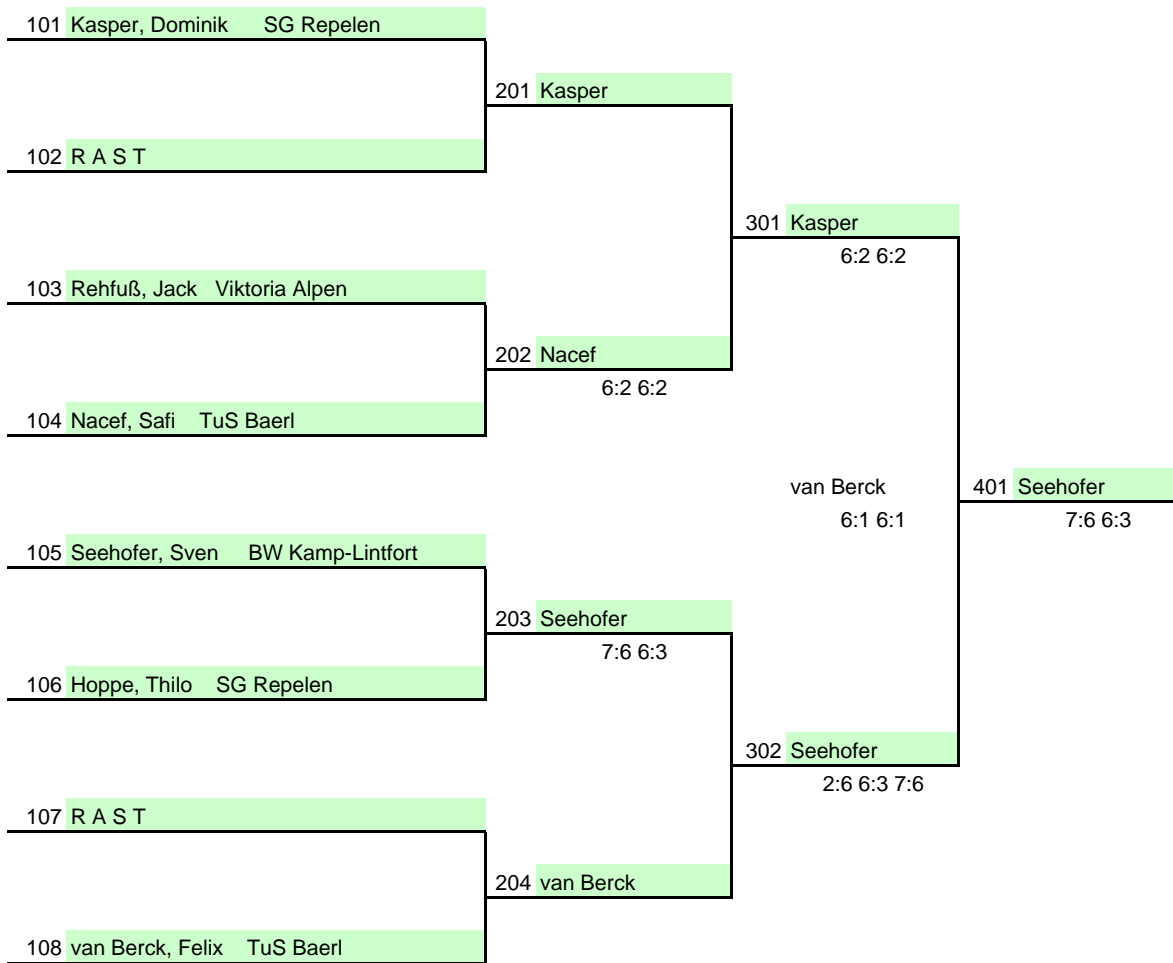 101 Kasper, Dominik SG Repelen
201 Kasper
102 R A S T
301 Kasper
6:2 6:2
103 Rehfuß, Jack Viktoria Alpen
202 Nacef
6:2 6:2
104 Nacef, Safi TuS Baerl
van Berck 401 Seehofer
6:1 6:1 7:6 6:3
105 Seehofer, Sven BW Kamp-Lintfort
203 Seehofer
7:6 6:3
106 Hoppe, Thilo SG Repelen
302 Seehofer
2:6 6:3 7:6
107 R A S T
204 van Berck
108 van Berck, Felix TuS Baerl